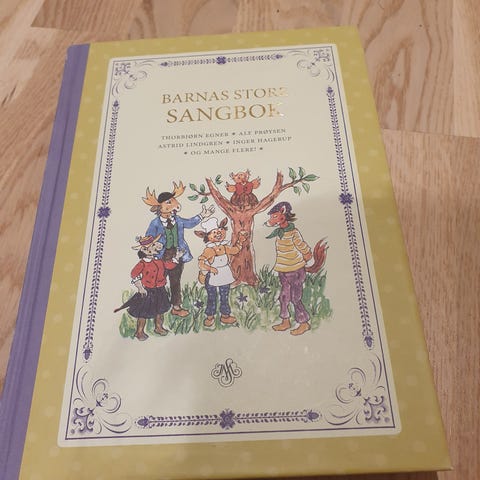 BARNAS STORE
SANGBOK
THORBJØRN EGNER ★ ALF PRØYSEN
ASTRID LINDGREN ★ INGER HAGERUP
★ OG MANGE FLERE! ★